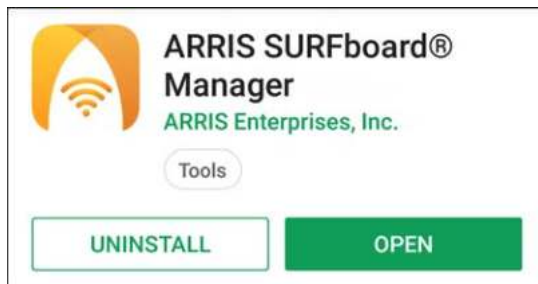 ARRIS SURFboard®
Manager
ARRIS Enterprises, Inc.
Tools
UNINSTALL
OPEN